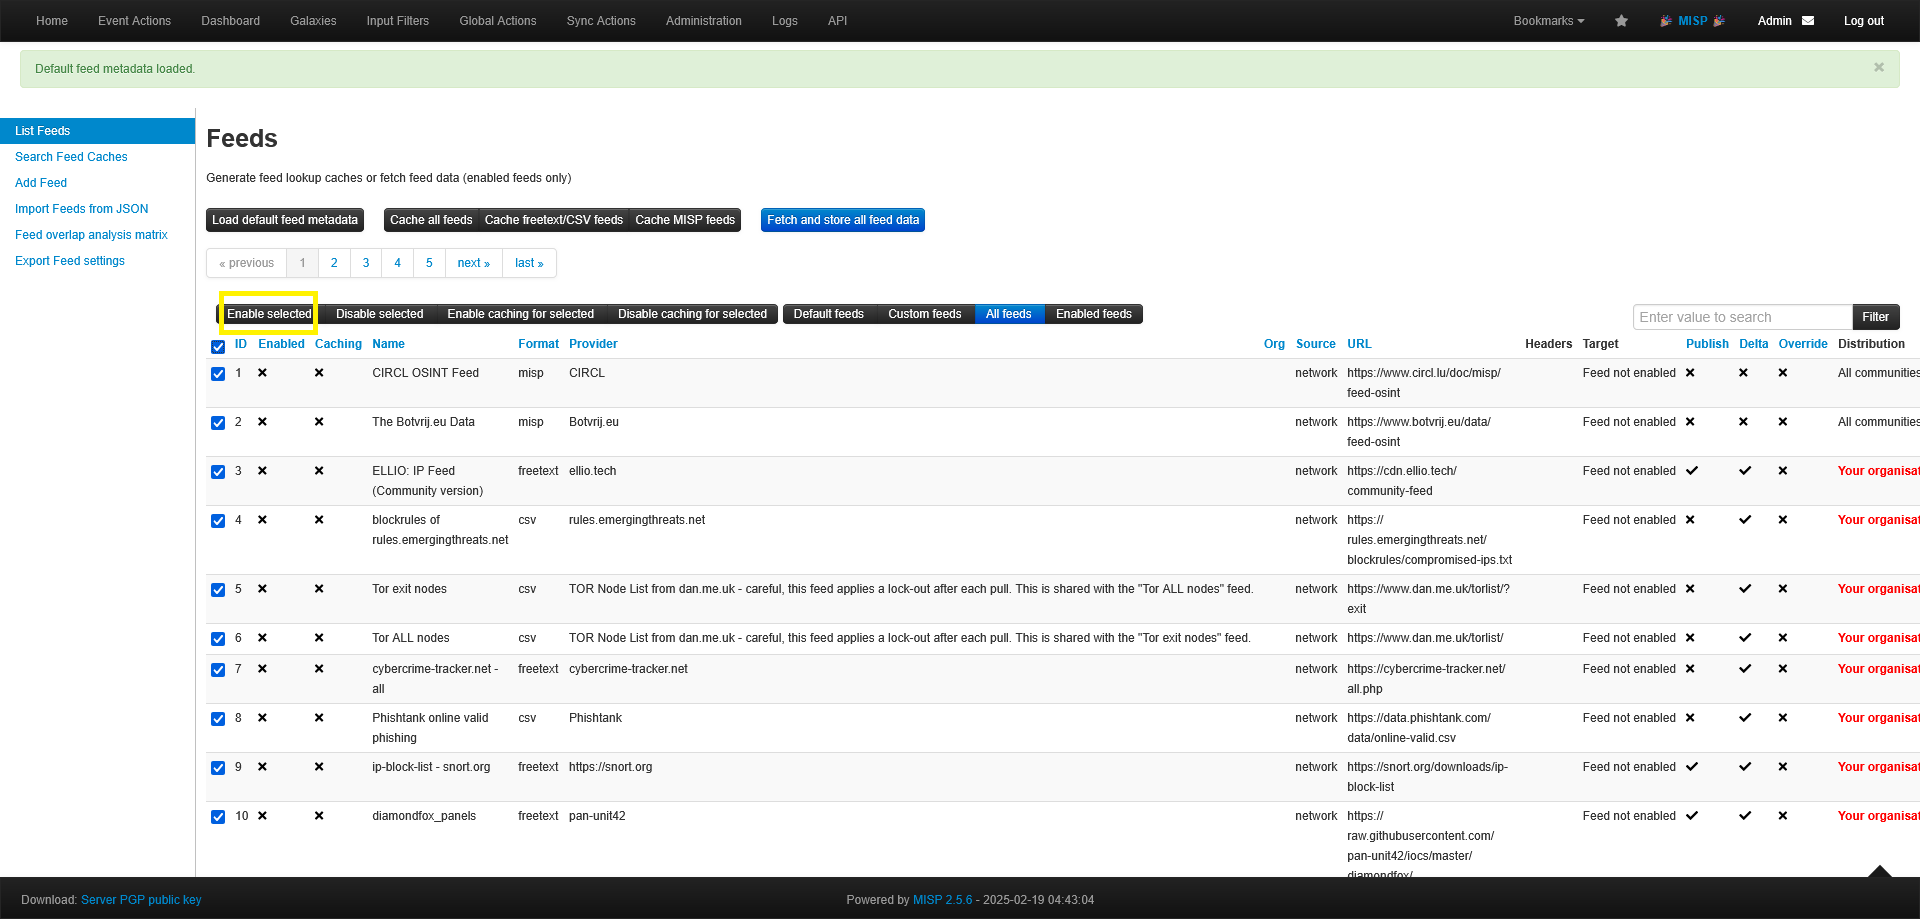 Home Event Actions Dashboard Galaxies Input Filters Global Actions Sync Actions Administration Logs API Bookmarks MISP Admin Log out
Default feed metadata loaded. ×
List Feeds
Search Feed Caches
Add Feed
Import Feeds from JSON
Feed overlap analysis matrix
Export Feed settings
Feeds
Generate feed lookup caches or fetch feed data (enabled feeds only)
Load default feed metadata Cache all feeds Cache freetext/CSV feeds Cache MISP feeds Fetch and store all feed data
« previous 1 2 3 4 5 next » last »
Enable selected Disable selected Enable caching for selected Disable caching for selected Default feeds Custom feeds All feeds Enabled feeds Enter value to search Filter
ID Enabled Caching Name Format Provider Org Source URL Headers Target Publish Delta Override Distribution
1 CIRCL OSINT Feed misp CIRCL network https://www.circl.lu/doc/misp/ Feed not enabled All communities
feed-osint
2 The Botvrij.eu Data misp Botvrij.eu network https://www.botvrij.eu/data/ Feed not enabled All communities
feed-osint
3 ELLIO: IP Feed freetext ellio.tech network https://cdn.ellio.tech/ Feed not enabled Your organisat
(Community version) community-feed
4 blockrules of csv rules.emergingthreats.net network https:// Feed not enabled Your organisat
rules.emergingthreats.net rules.emergingthreats.net/
blockrules/compromised-ips.txt
5 Tor exit nodes csv TOR Node List from dan.me.uk - careful, this feed applies a lock-out after each pull. This is shared with the "Tor ALL nodes" feed. network https://www.dan.me.uk/torlist/? Feed not enabled Your organisat
exit
6 Tor ALL nodes csv TOR Node List from dan.me.uk - careful, this feed applies a lock-out after each pull. This is shared with the "Tor exit nodes" feed. network https://www.dan.me.uk/torlist/ Feed not enabled Your organisat
7 cybercrime-tracker.net - freetext cybercrime-tracker.net network https://cybercrime-tracker.net/ Feed not enabled Your organisat
all all.php
8 Phishtank online valid csv Phishtank network https://data.phishtank.com/ Feed not enabled Your organisat
phishing data/online-valid.csv
9 ip-block-list - snort.org freetext https://snort.org network https://snort.org/downloads/ip- Feed not enabled Your organisat
block-list
10 diamondfox_panels freetext pan-unit42 network https:// Feed not enabled Your organisat
raw.githubusercontent.com/
pan-unit42/iocs/master/
diamondfox/
Download: Server PGP public key Powered by MISP 2.5.6 - 2025-02-19 04:43:04